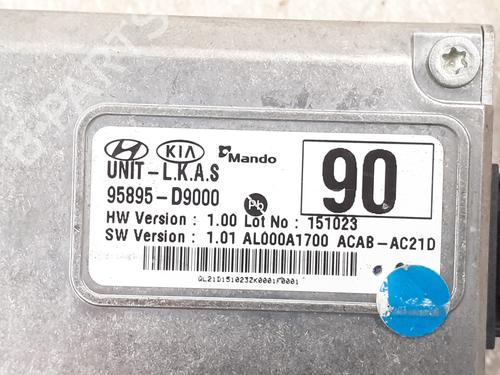 B-PARTS
HYUNDAI KIA Mando
UNIT-L.K.A.S
95895-D9000 Pb
90
HW Version : 1.00 Lot No : 151023
SW Version : 1.01 AL000A1700 ACAB-AC21D